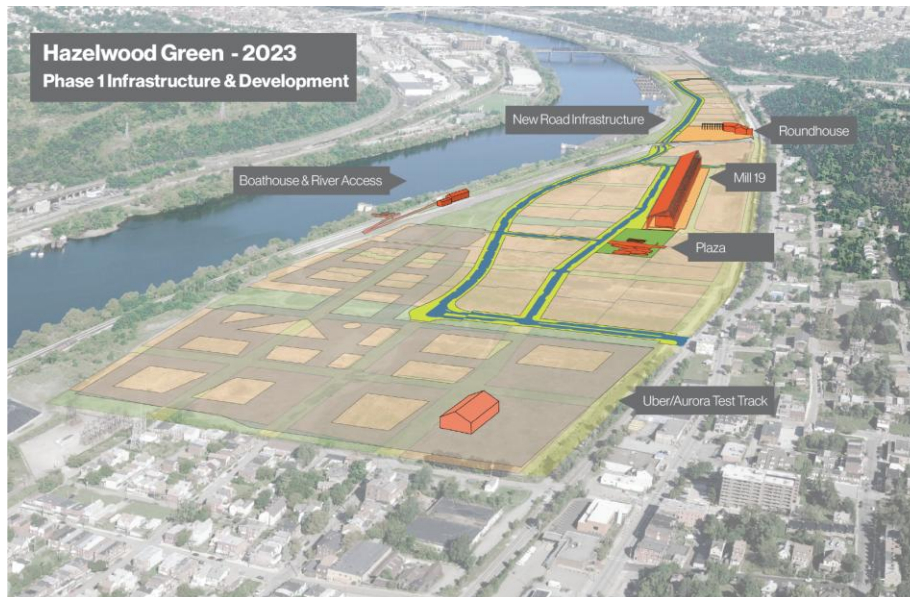 Hazelwood Green - 2023
Phase 1 Infrastructure & Development
New Road Infrastructure
Roundhouse
Boathouse & River Access
Mill 19
Plaza
Uber/Aurora Test Track